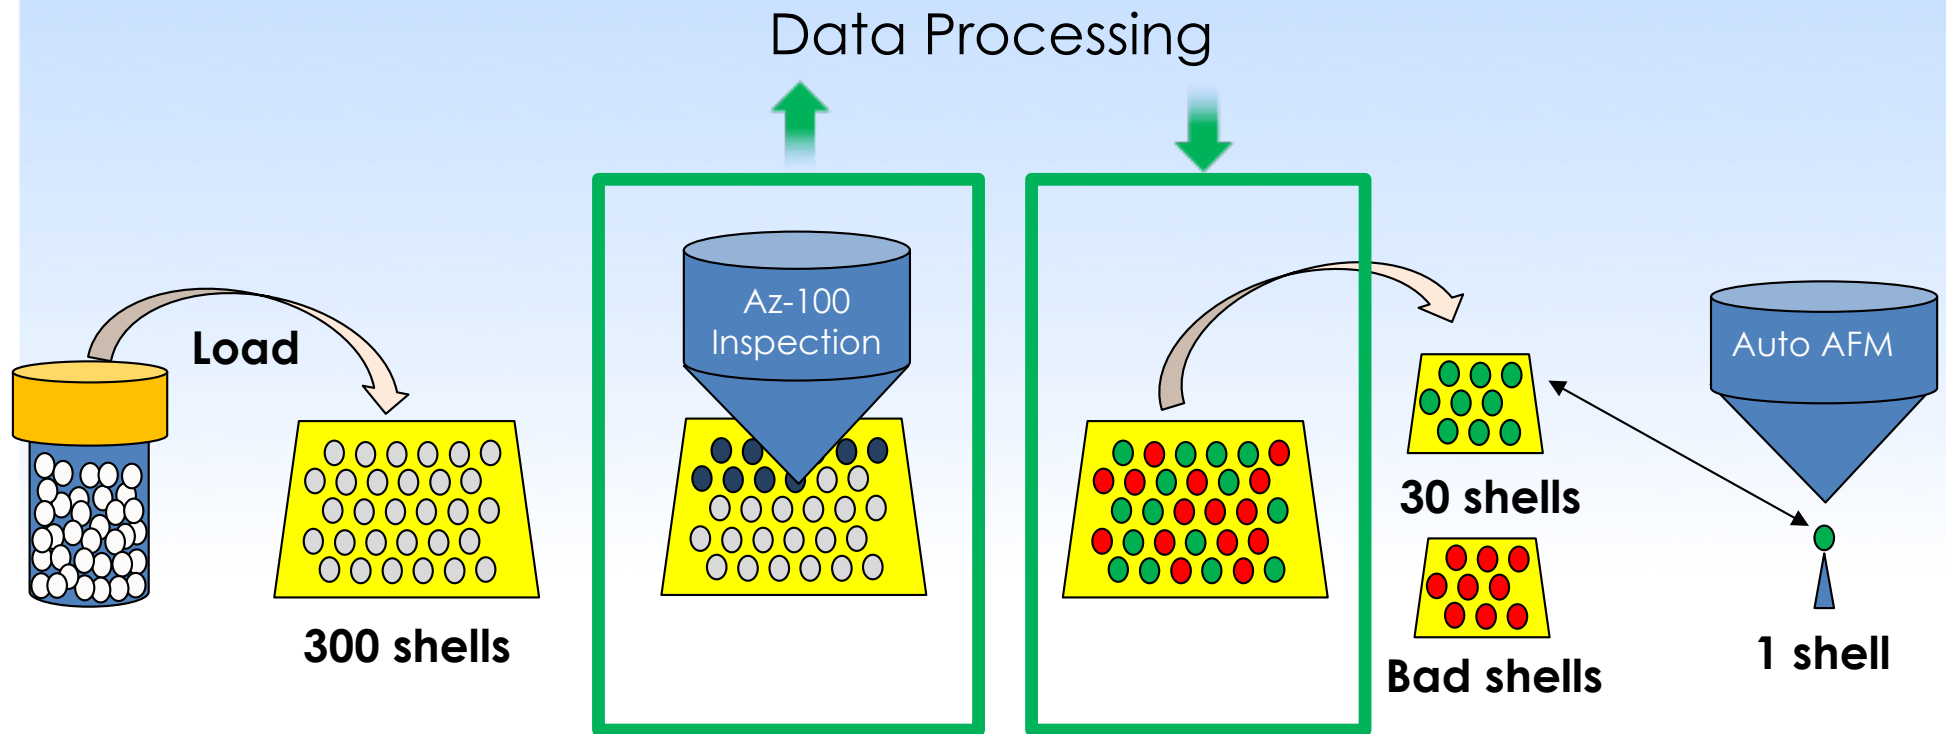 Data Processing
Load
300 shells
Az-100
Inspection
30 shells
Bad shells
Auto AFM
1 shell